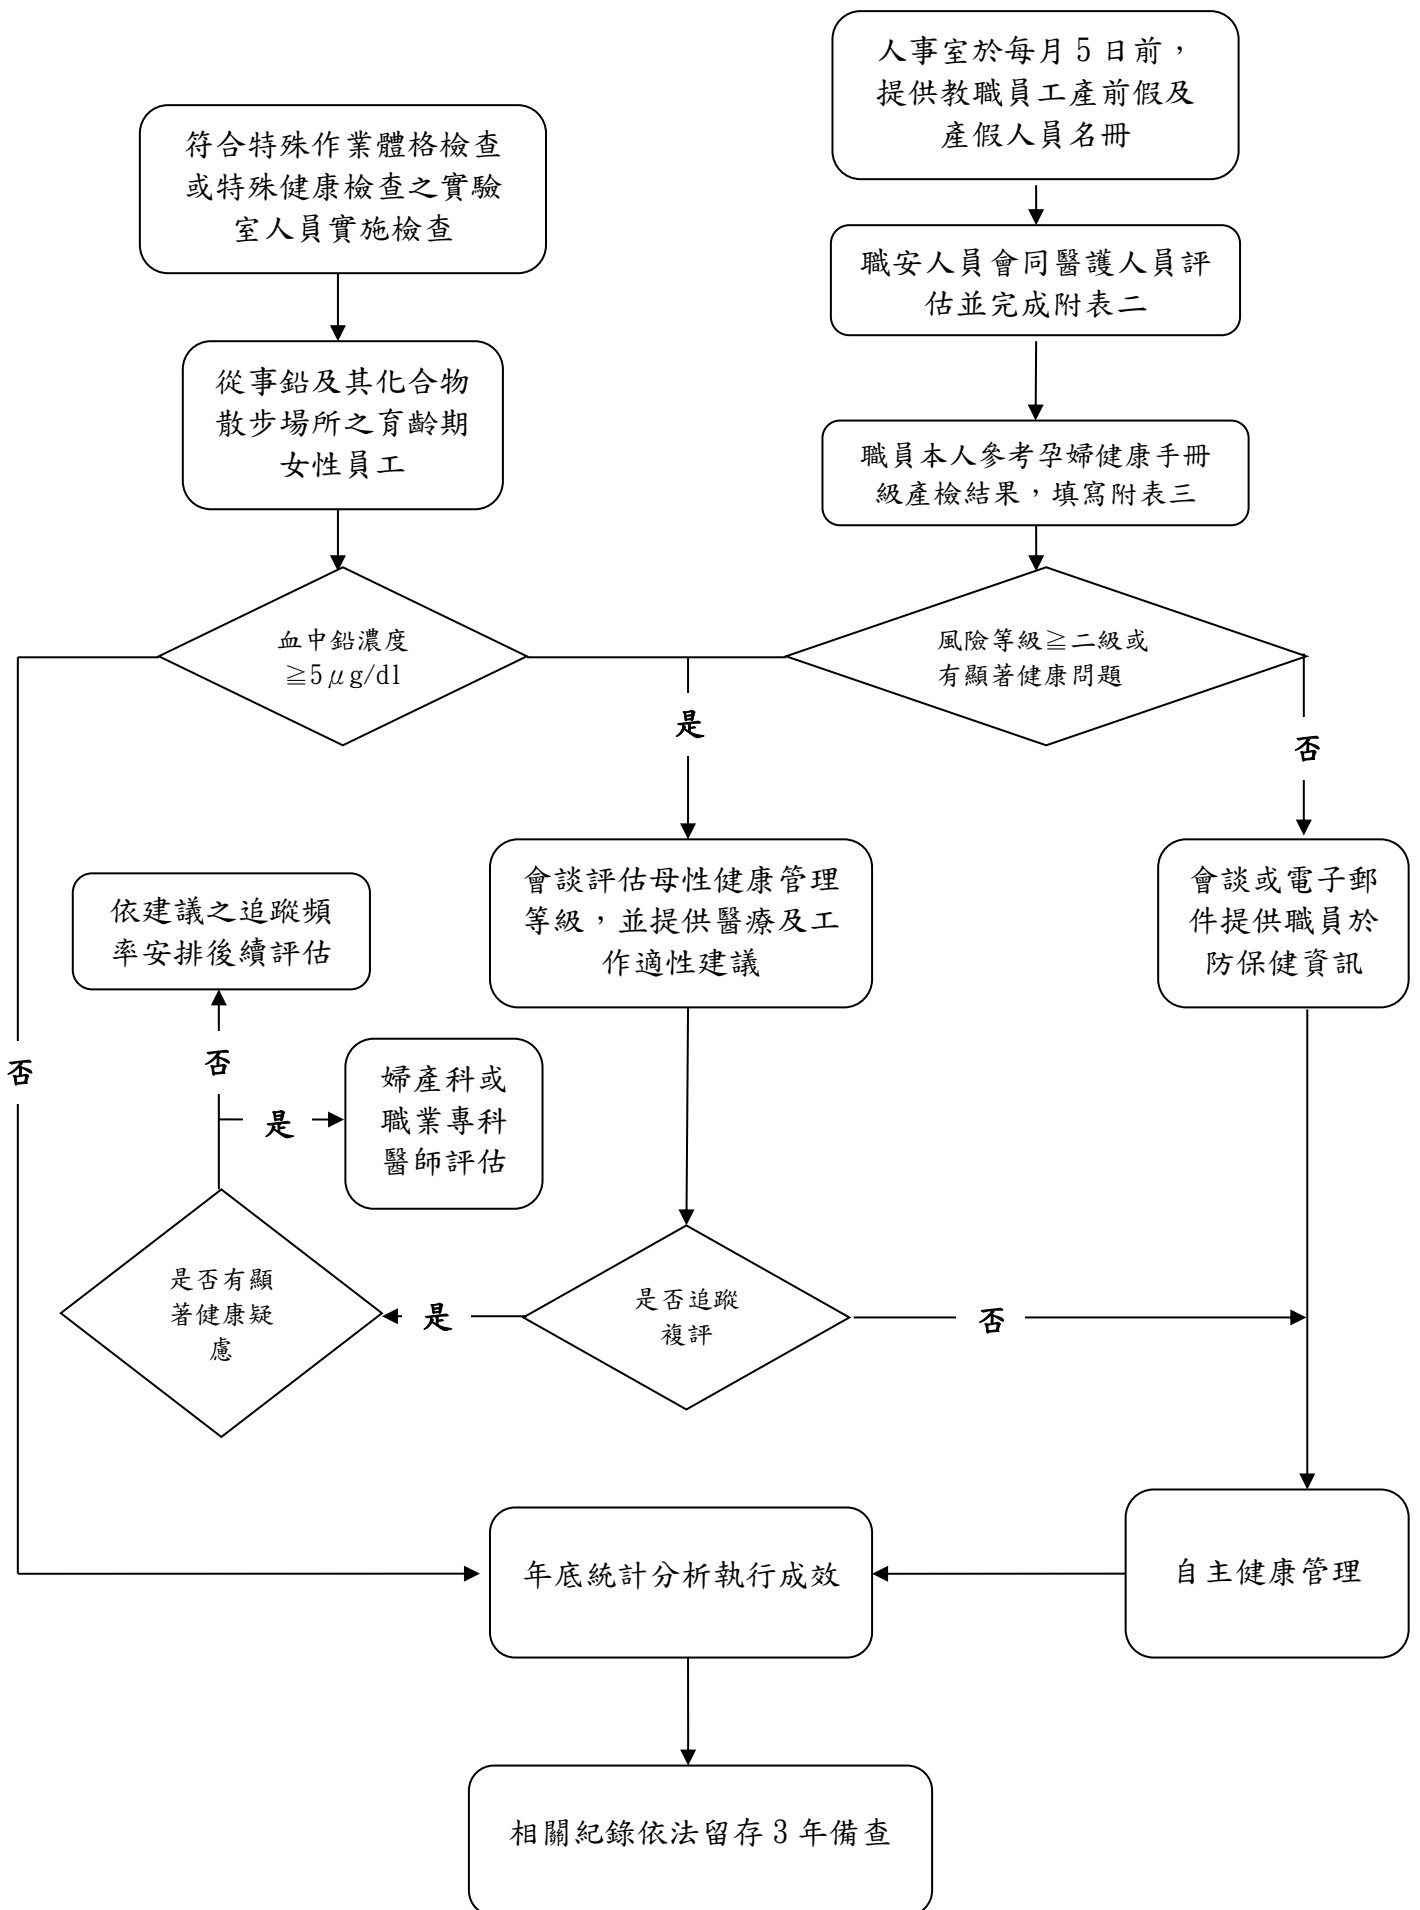 人事室於每月5日前，
提供教職員工產前假及
產假人員名冊
符合特殊作業體格檢查
或特殊健康檢查之實驗
室人員實施檢查
職安人員會同醫護人員評
估並完成附表二
從事鉛及其化合物
散步場所之育齡期
女性員工
職員本人參考孕婦健康手冊
級產檢結果，填寫附表三
血中鉛濃度
≧5μg/dl
風險等級≧二級或
有顯著健康問題
是
否
會談評估母性健康管理
等級，並提供醫療及工
作適性建議
會談或電子郵
件提供職員於
防保健資訊
依建議之追蹤頻
率安排後續評估
否
否
是
婦產科或
職業專科
醫師評估
是否有顯
著健康疑
慮
是
是否追蹤
複評
否
年底統計分析執行成效
自主健康管理
相關紀錄依法留存3年備查